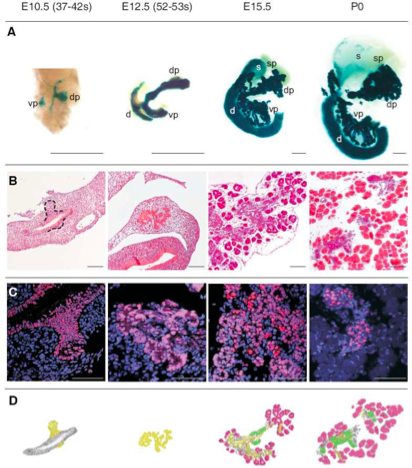 E10.5 (37-42s) E12.5 (52-53s) E15.5 P0
A
vp dp
d dp vp
s sp dp vp d
s sp dp vp d
B
C
D